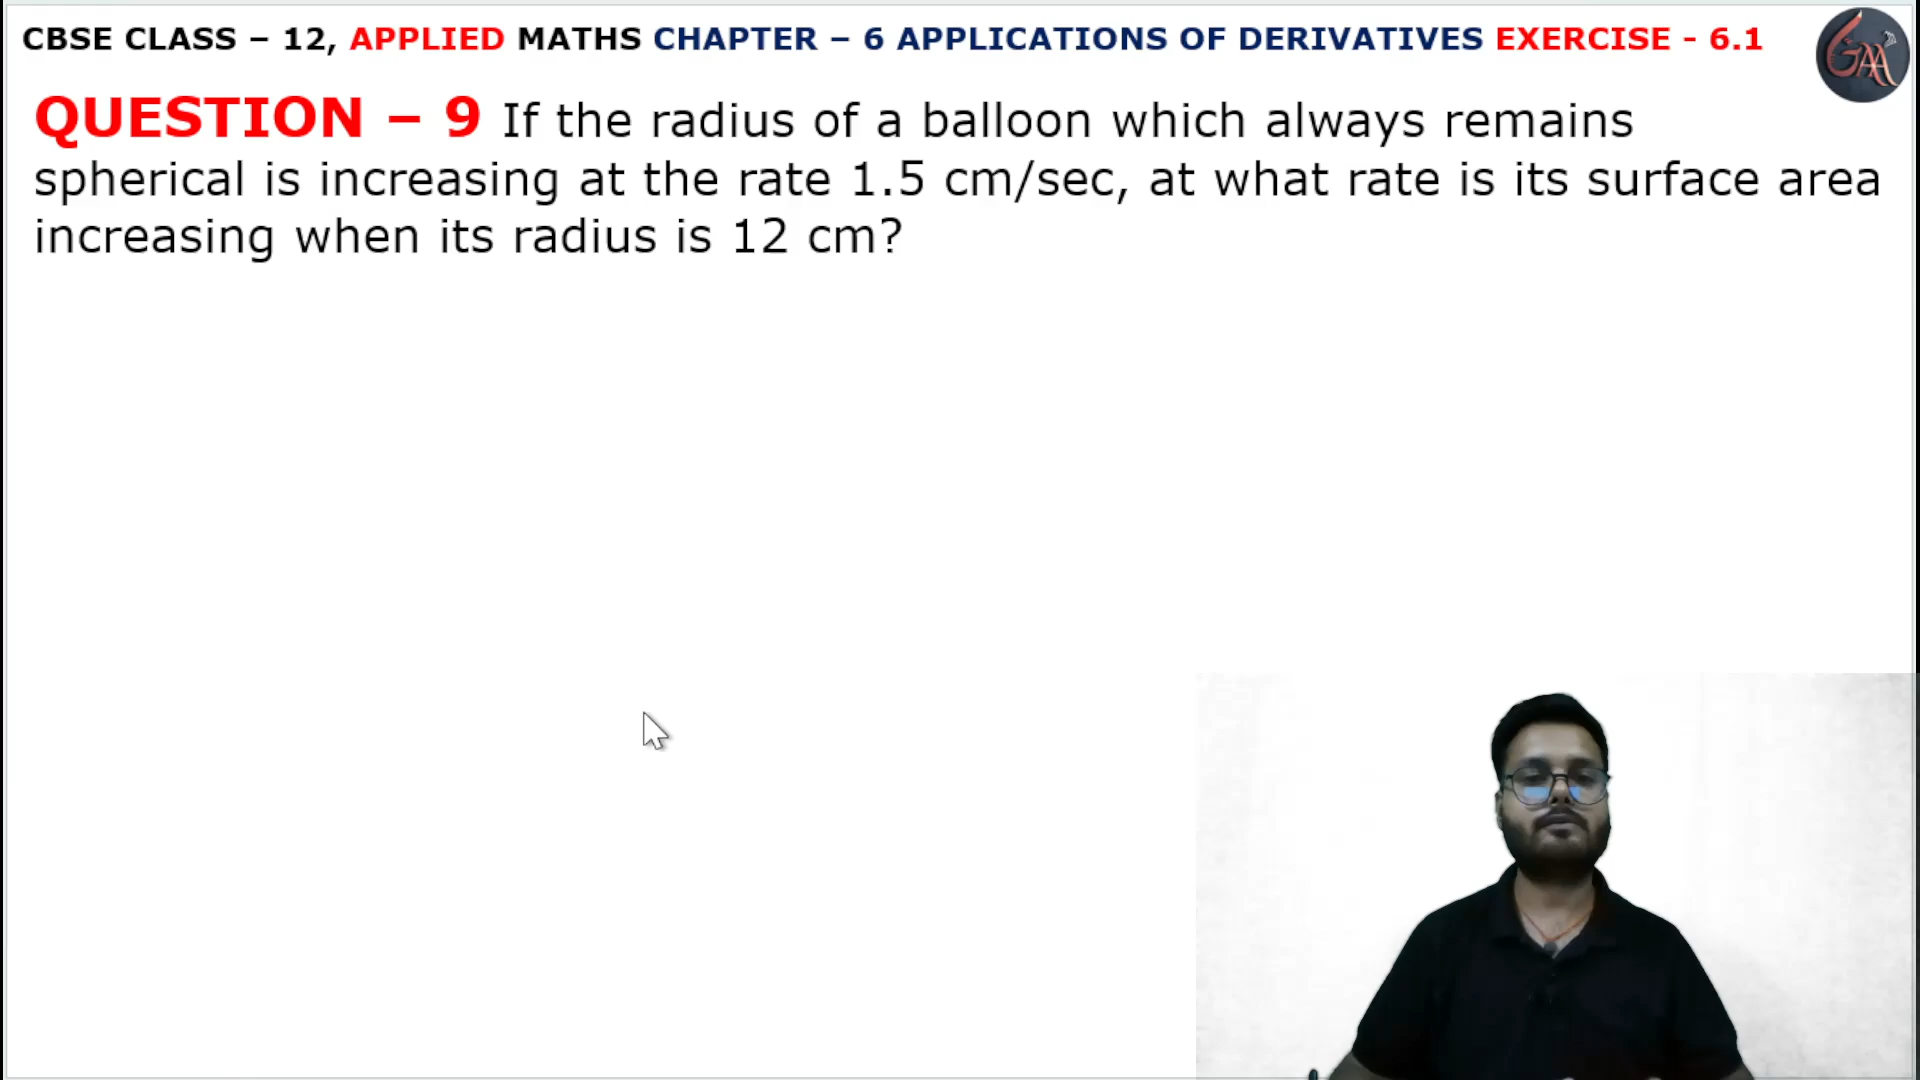 CBSE CLASS – 12, APPLIED MATHS CHAPTER – 6 APPLICATIONS OF DERIVATIVES EXERCISE - 6.1
QUESTION – 9 If the radius of a balloon which always remains
spherical is increasing at the rate 1.5 cm/sec, at what rate is its surface area
increasing when its radius is 12 cm?